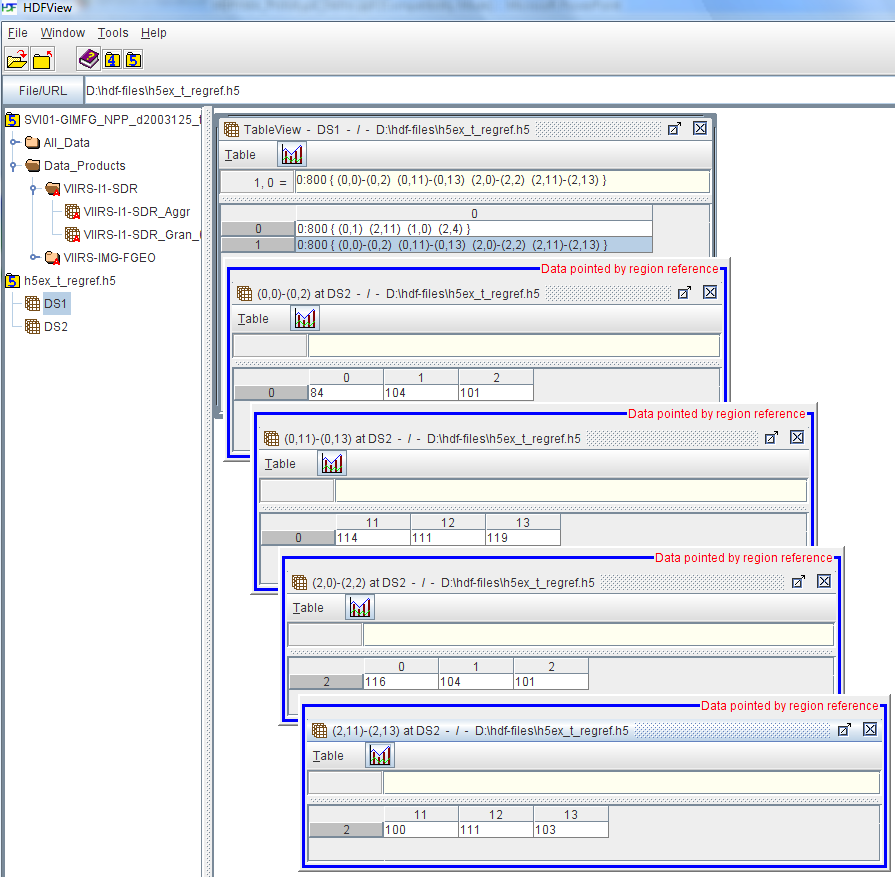 HDFView
File Window Tools Help
4 5
File/URL D:\hdf-files\h5ex_t_regref.h5
5 SVI01-GIMFG_NPP_d2003125_
All_Data
Data_Products
VIIRS-I1-SDR
VIIRS-I1-SDR_Aggr
VIIRS-I1-SDR_Gran_
VIIRS-IMG-FGEO
5 h5ex_t_regref.h5
DS1
DS2
TableView - DS1 - / - D:\hdf-files\h5ex_t_regref.h5
Table
1, 0 = 0:800 { (0,0)-(0,2) (0,11)-(0,13) (2,0)-(2,2) (2,11)-(2,13) }
0
0 0:800 { (0,1) (2,11) (1,0) (2,4) }
1 0:800 { (0,0)-(0,2) (0,11)-(0,13) (2,0)-(2,2) (2,11)-(2,13) }
Data pointed by region reference
(0,0)-(0,2) at DS2 - / - D:\hdf-files\h5ex_t_regref.h5
Table
0 1 2
0 84 104 101
Data pointed by region reference
(0,11)-(0,13) at DS2 - / - D:\hdf-files\h5ex_t_regref.h5
Table
11 12 13
0 114 111 119
Data pointed by region reference
(2,0)-(2,2) at DS2 - / - D:\hdf-files\h5ex_t_regref.h5
Table
0 1 2
2 116 104 101
Data pointed by region reference
(2,11)-(2,13) at DS2 - / - D:\hdf-files\h5ex_t_regref.h5
Table
11 12 13
2 100 111 103